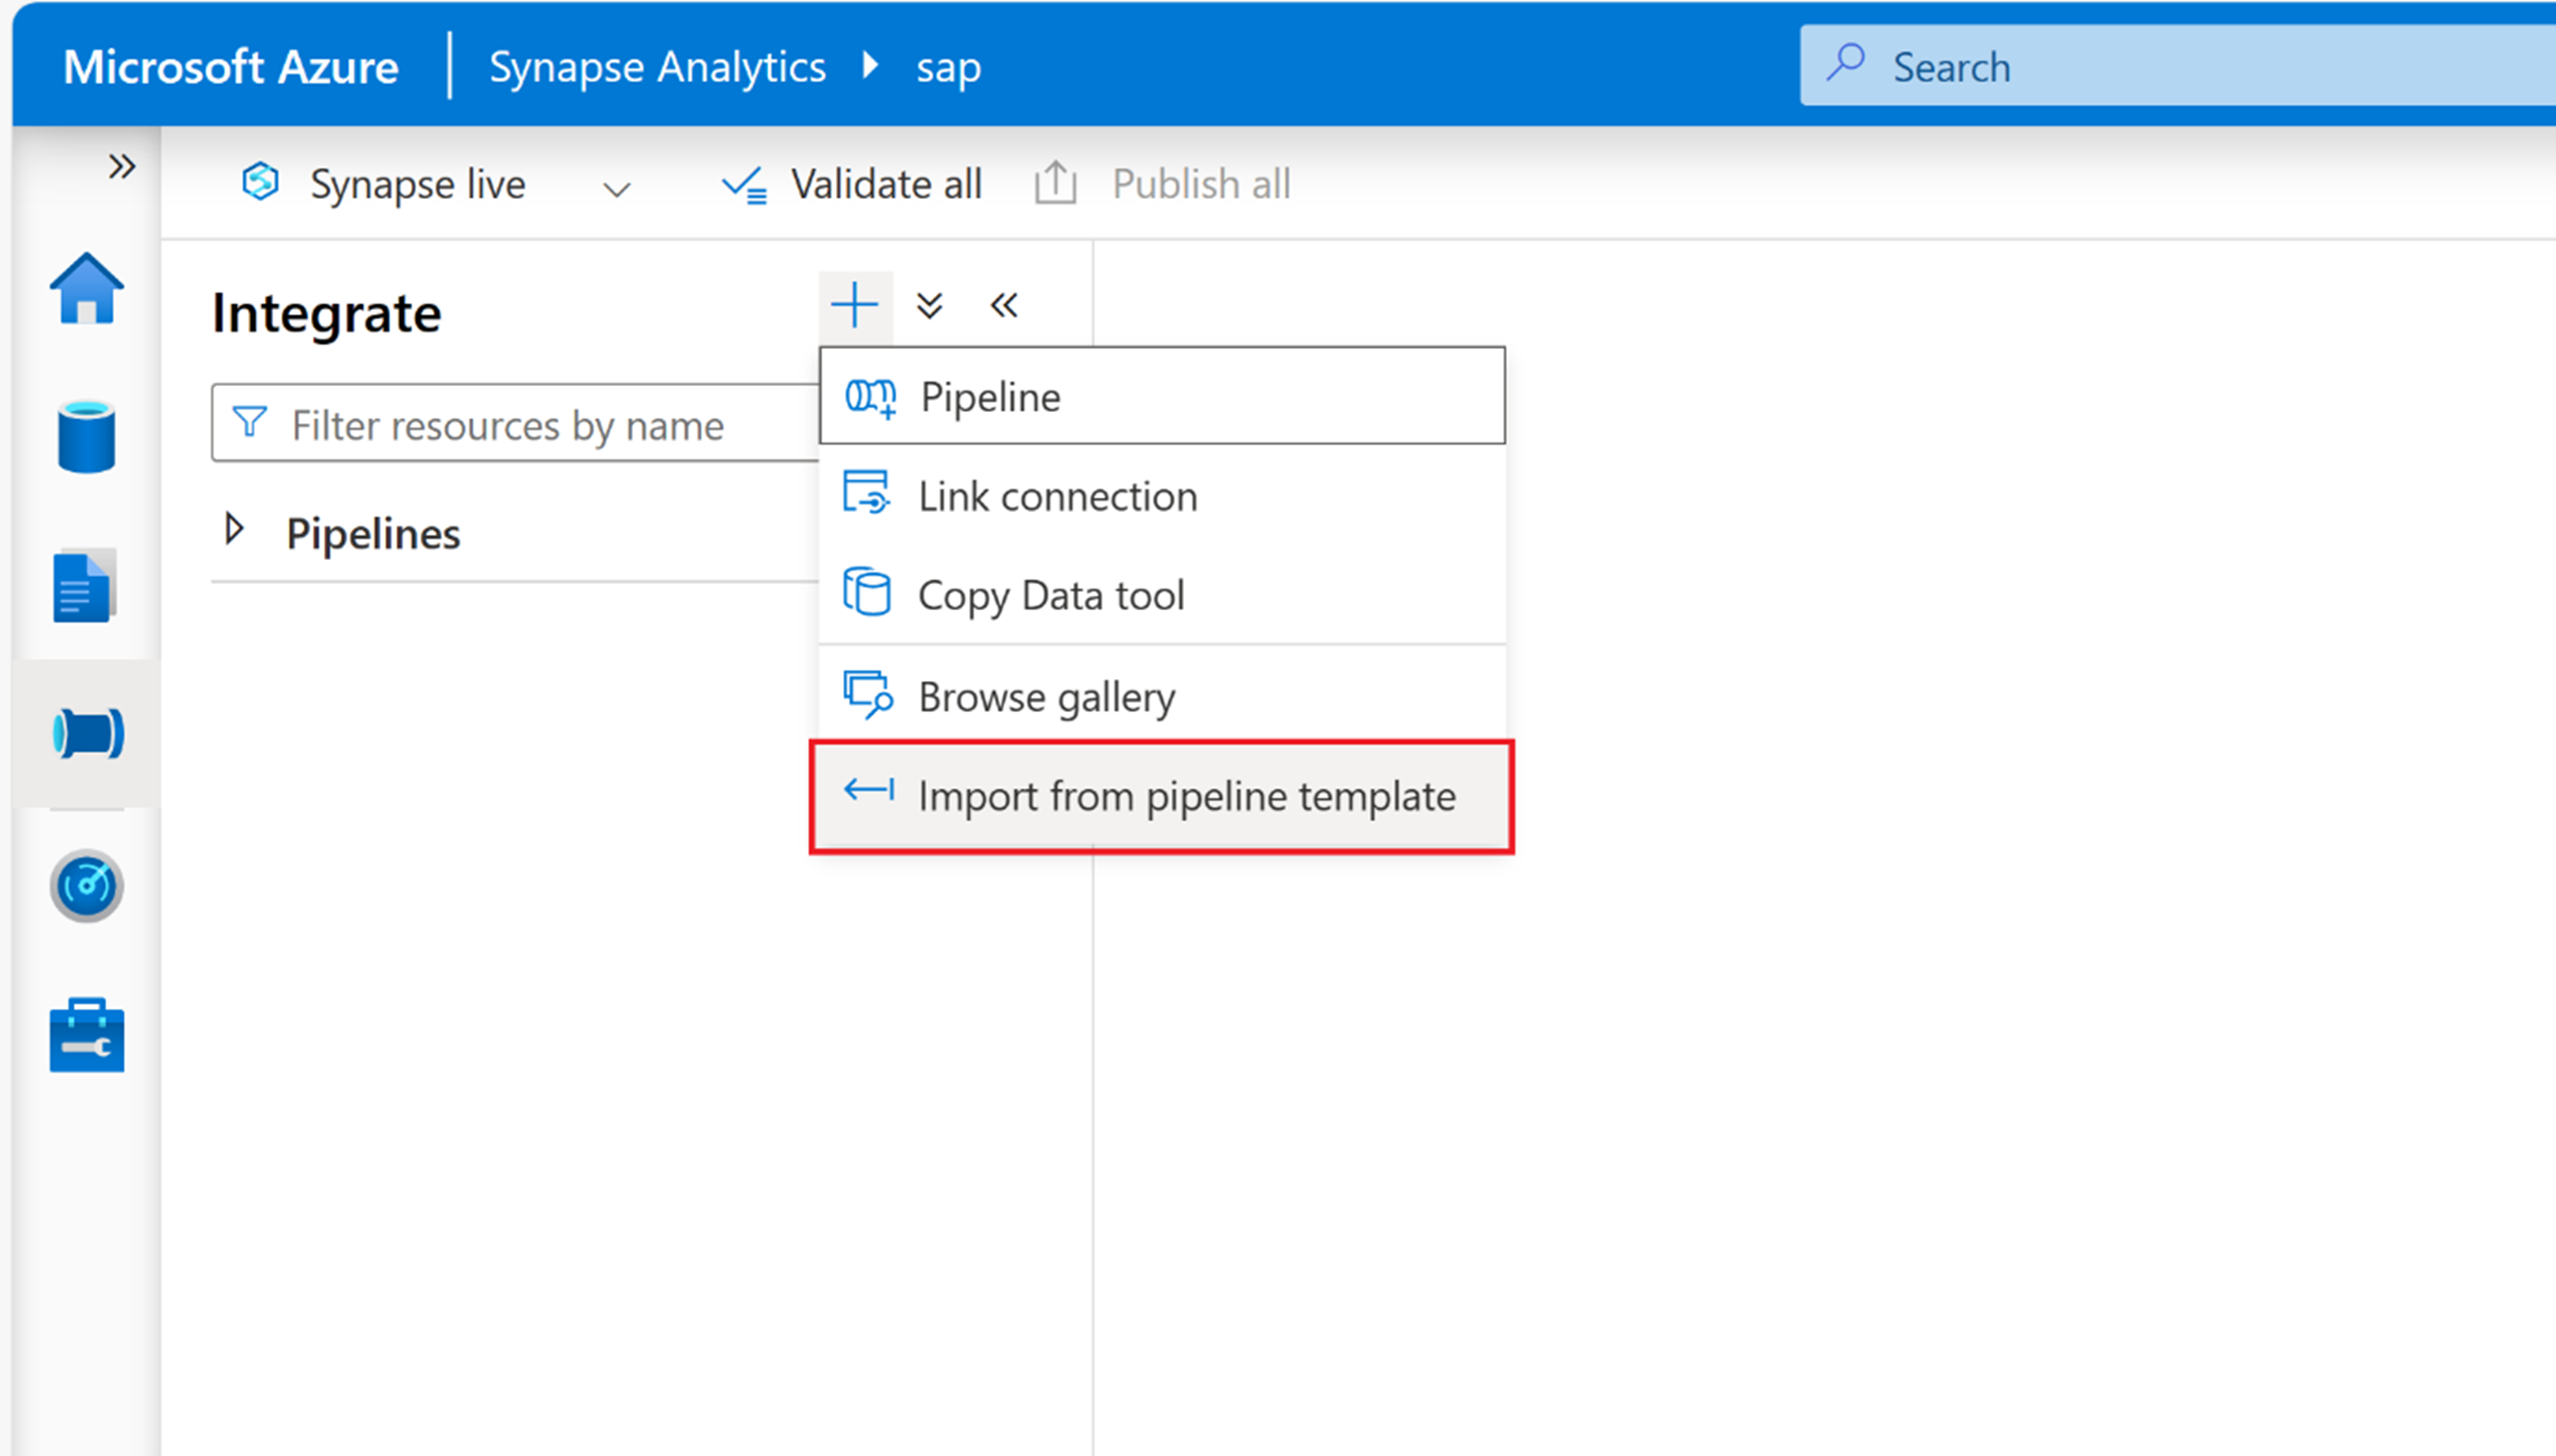 Microsoft Azure | Synapse Analytics sap Search
Synapse live Validate all Publish all
Integrate
Filter resources by name
Pipelines
Pipeline
Link connection
Copy Data tool
Browse gallery
Import from pipeline template